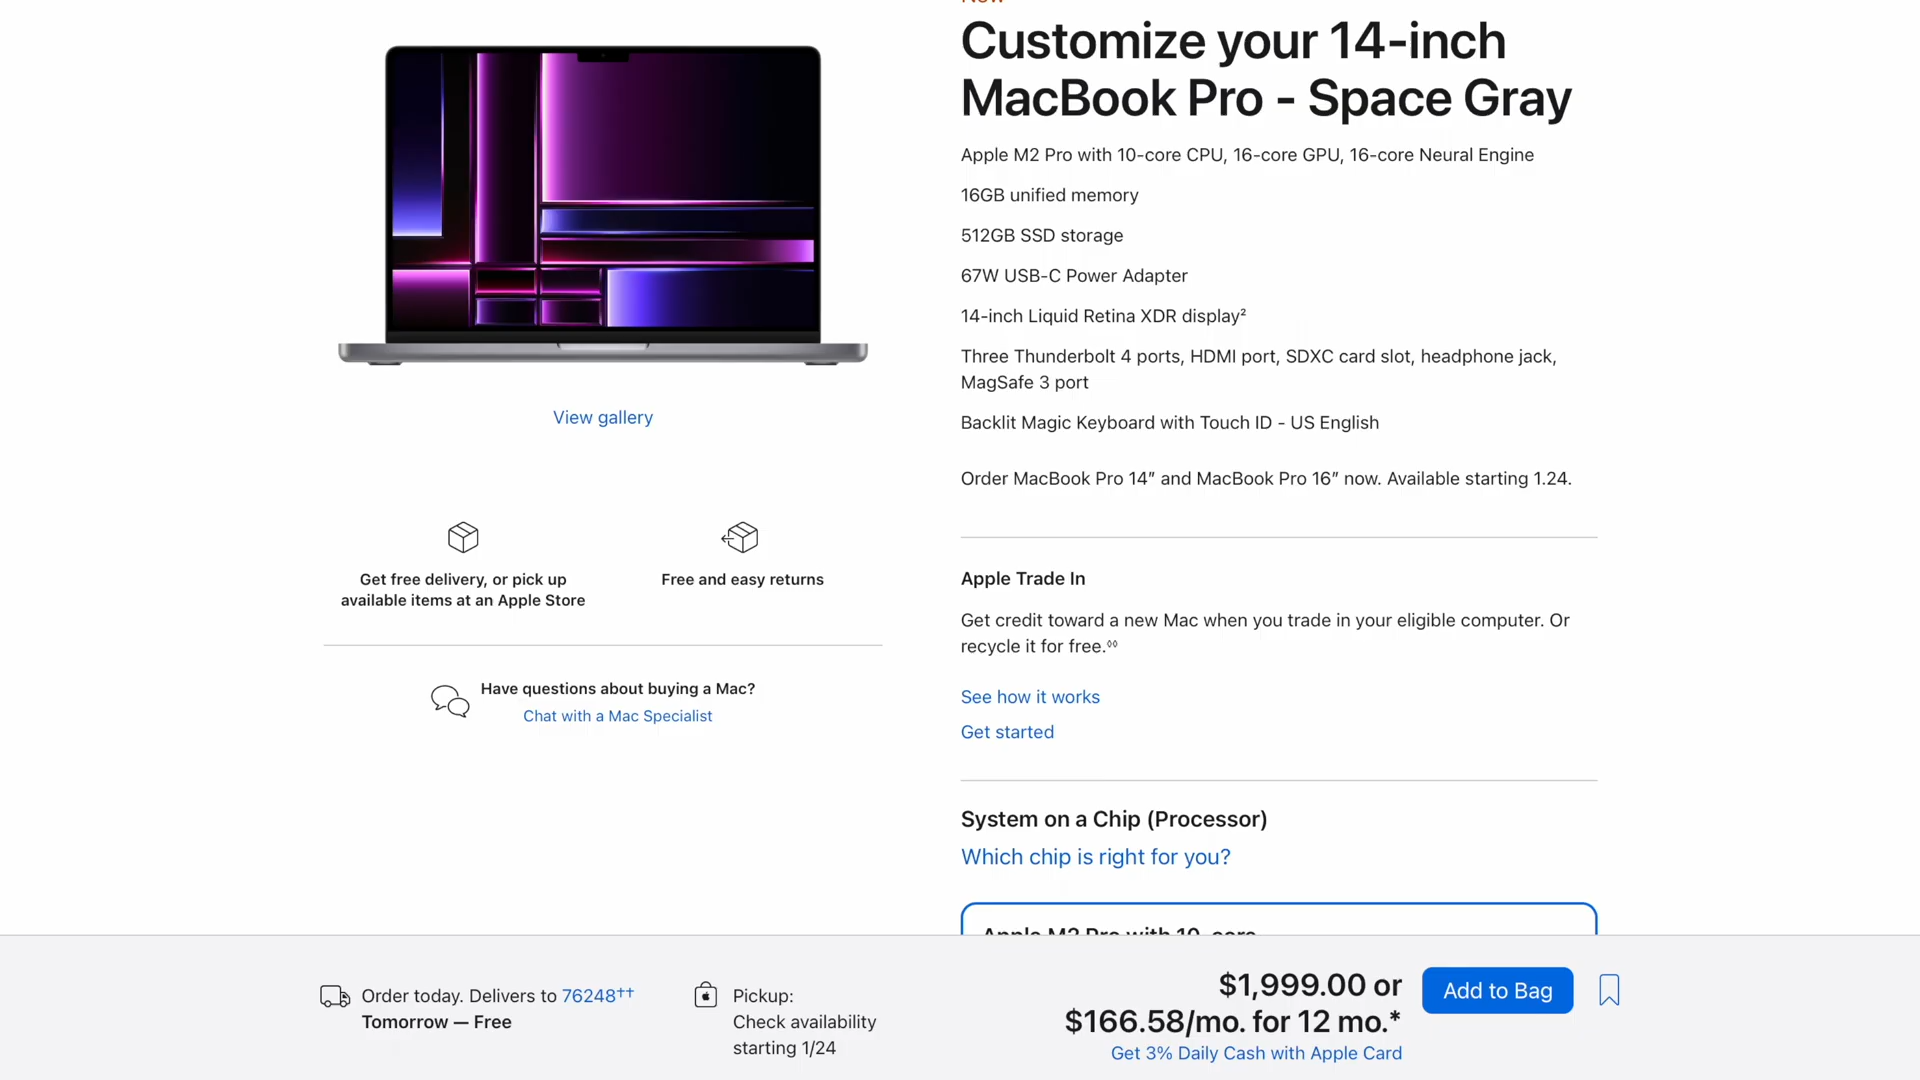 New
Customize your 14-inch
MacBook Pro - Space Gray
Apple M2 Pro with 10-core CPU, 16-core GPU, 16-core Neural Engine
16GB unified memory
512GB SSD storage
67W USB-C Power Adapter
14-inch Liquid Retina XDR display²
Three Thunderbolt 4 ports, HDMI port, SDXC card slot, headphone jack,
MagSafe 3 port
Backlit Magic Keyboard with Touch ID - US English
Order MacBook Pro 14″ and MacBook Pro 16″ now. Available starting 1.24.
View gallery
Get free delivery, or pick up
available items at an Apple Store
Free and easy returns
Have questions about buying a Mac?
Chat with a Mac Specialist
Apple Trade In
Get credit toward a new Mac when you trade in your eligible computer. Or
recycle it for free.◊◊
See how it works
Get started
System on a Chip (Processor)
Which chip is right for you?
Apple M2 Pro with 10-core
Order today. Delivers to 76248††
Tomorrow — Free
Pickup:
Check availability
starting 1/24
$1,999.00 or
$166.58/mo. for 12 mo.*
Get 3% Daily Cash with Apple Card
Add to Bag